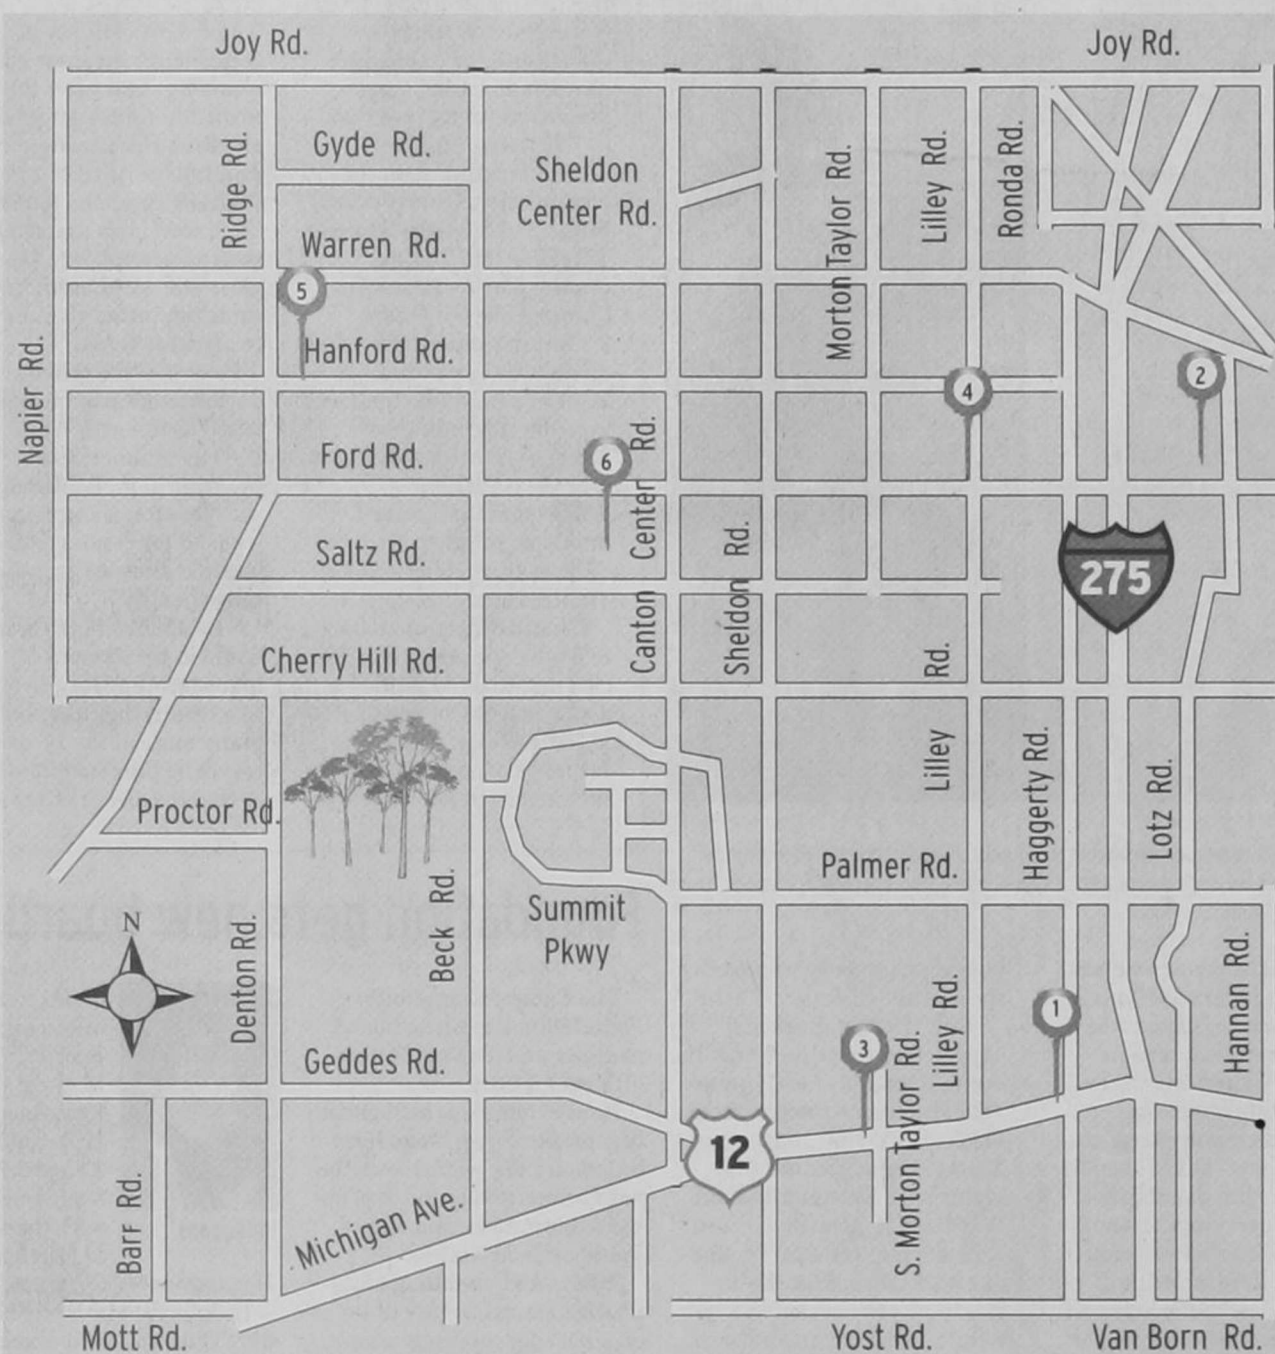 Joy Rd.
Joy Rd.
Gyde Rd.
Ridge Rd.
Sheldon
Center Rd.
Morton Taylor Rd.
Lilley Rd.
Ronda Rd.
Warren Rd.
5
Hanford Rd.
Napier Rd.
2
4
Ford Rd.
6
Canton Center Rd.
Saltz Rd.
Sheldon Rd.
275
Cherry Hill Rd.
Lilley Rd.
Haggerty Rd.
Lotz Rd.
Proctor Rd.
Palmer Rd.
Beck Rd.
Summit
Pkwy
N
Denton Rd.
Hannan Rd.
1
3
Lilley Rd.
S. Morton Taylor Rd.
Geddes Rd.
12
Barr Rd.
Michigan Ave.
Mott Rd.
Yost Rd.
Van Born Rd.